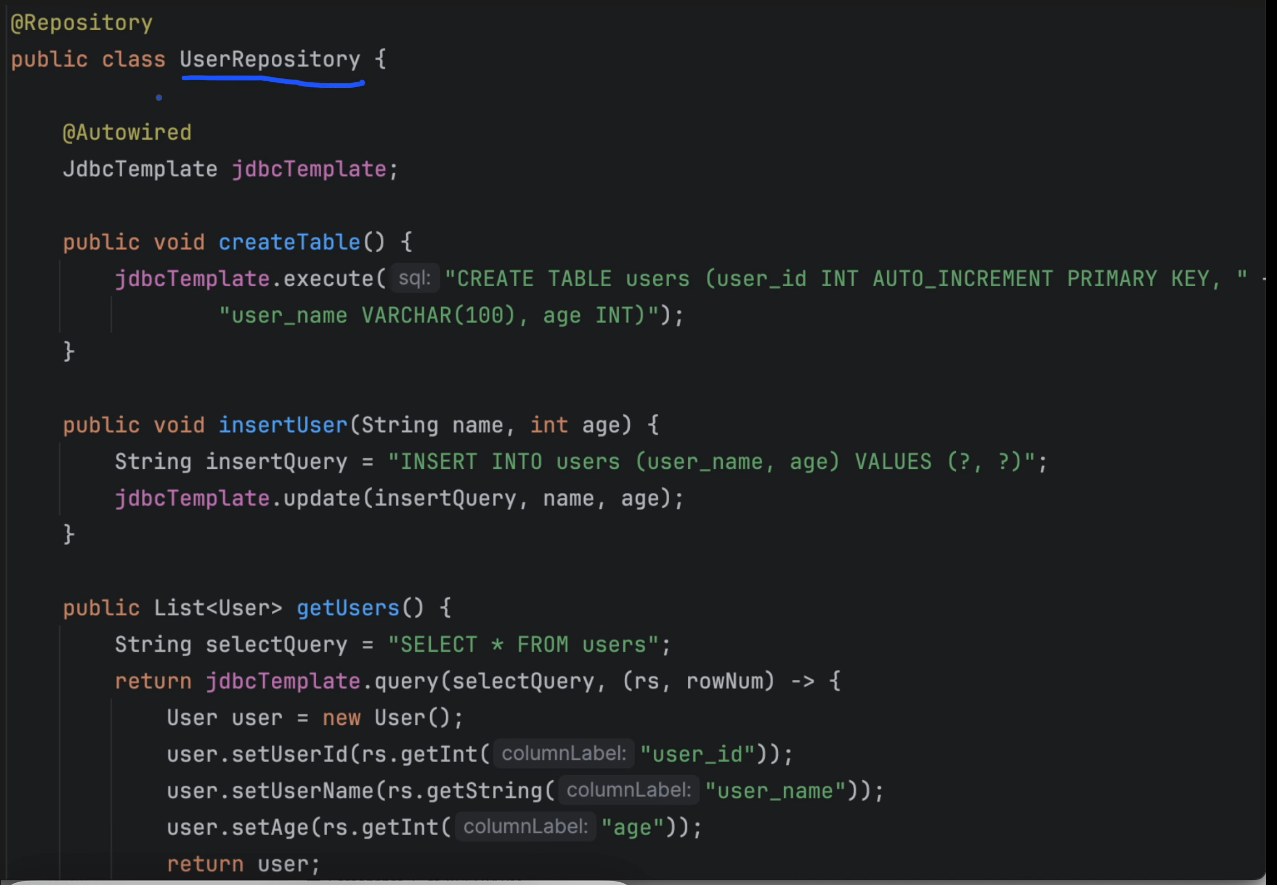 @Repository
public class UserRepository {
@Autowired
JdbcTemplate jdbcTemplate;
public void createTable() {
jdbcTemplate.execute( sql: "CREATE TABLE users (user_id INT AUTO_INCREMENT PRIMARY KEY, " +
"user_name VARCHAR(100), age INT)");
}
public void insertUser(String name, int age) {
String insertQuery = "INSERT INTO users (user_name, age) VALUES (?, ?)";
jdbcTemplate.update(insertQuery, name, age);
}
public List<User> getUsers() {
String selectQuery = "SELECT * FROM users";
return jdbcTemplate.query(selectQuery, (rs, rowNum) -> {
User user = new User();
user.setUserId(rs.getInt( columnLabel: "user_id"));
user.setUserName(rs.getString( columnLabel: "user_name"));
user.setAge(rs.getInt( columnLabel: "age"));
return user;